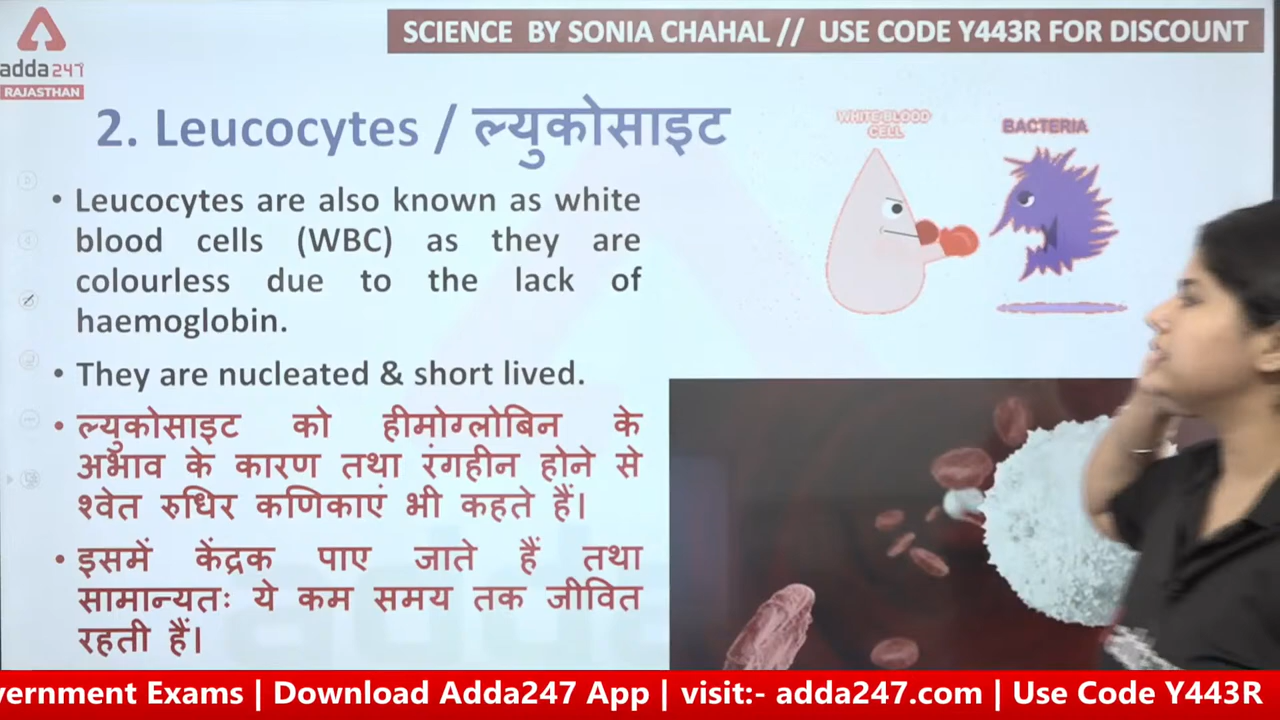 SCIENCE BY SONIA CHAHAL // USE CODE Y443R FOR DISCOUNT
adda247
RAJASTHAN
2. Leucocytes / ल्युकोसाइट
WHITE BLOOD
CELL
BACTERIA
• Leucocytes are also known as white
blood cells (WBC) as they are
colourless due to the lack of
haemoglobin.
• They are nucleated & short lived.
• ल्युकोसाइट को हीमोग्लोबिन के
अभाव के कारण तथा रंगहीन होने से
श्वेत रुधिर कणिकाएं भी कहते हैं।
• इसमें केंद्रक पाए जाते हैं तथा
सामान्यतः ये कम समय तक जीवित
रहती हैं।
vernment Exams | Download Adda247 App | visit:- adda247.com | Use Code Y443R